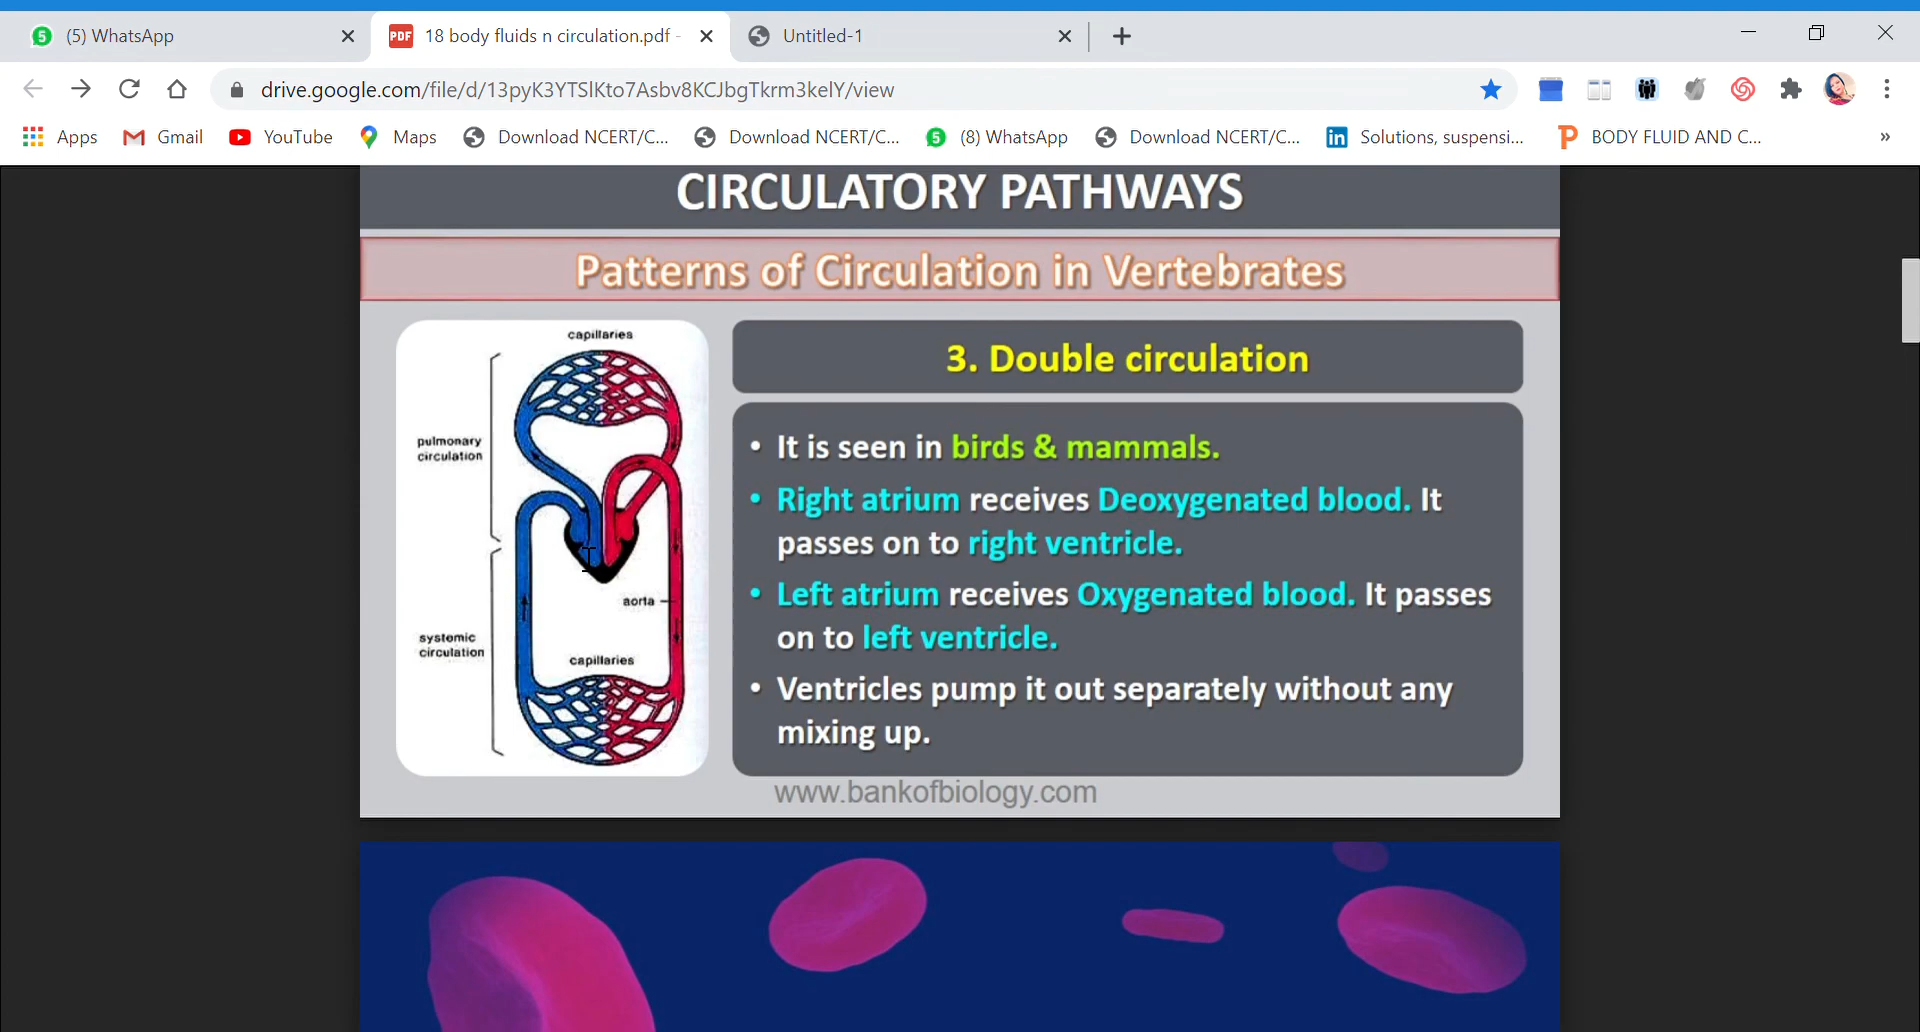 (5) WhatsApp
18 body fluids n circulation.pdf -
Untitled-1
drive.google.com/file/d/13pyK3YTSlKto7Asbv8KCJbgTkrm3kelY/view
Apps
Gmail
YouTube
Maps
Download NCERT/C...
Download NCERT/C...
(8) WhatsApp
Download NCERT/C...
Solutions, suspensi...
BODY FLUID AND C...
»
CIRCULATORY PATHWAYS
Patterns of Circulation in Vertebrates
capillaries
pulmonary
circulation
aorta
systemic
circulation
capillaries
3. Double circulation
• It is seen in birds & mammals.
• Right atrium receives Deoxygenated blood. It
passes on to right ventricle.
• Left atrium receives Oxygenated blood. It passes
on to left ventricle.
• Ventricles pump it out separately without any
mixing up.
www.bankofbiology.com